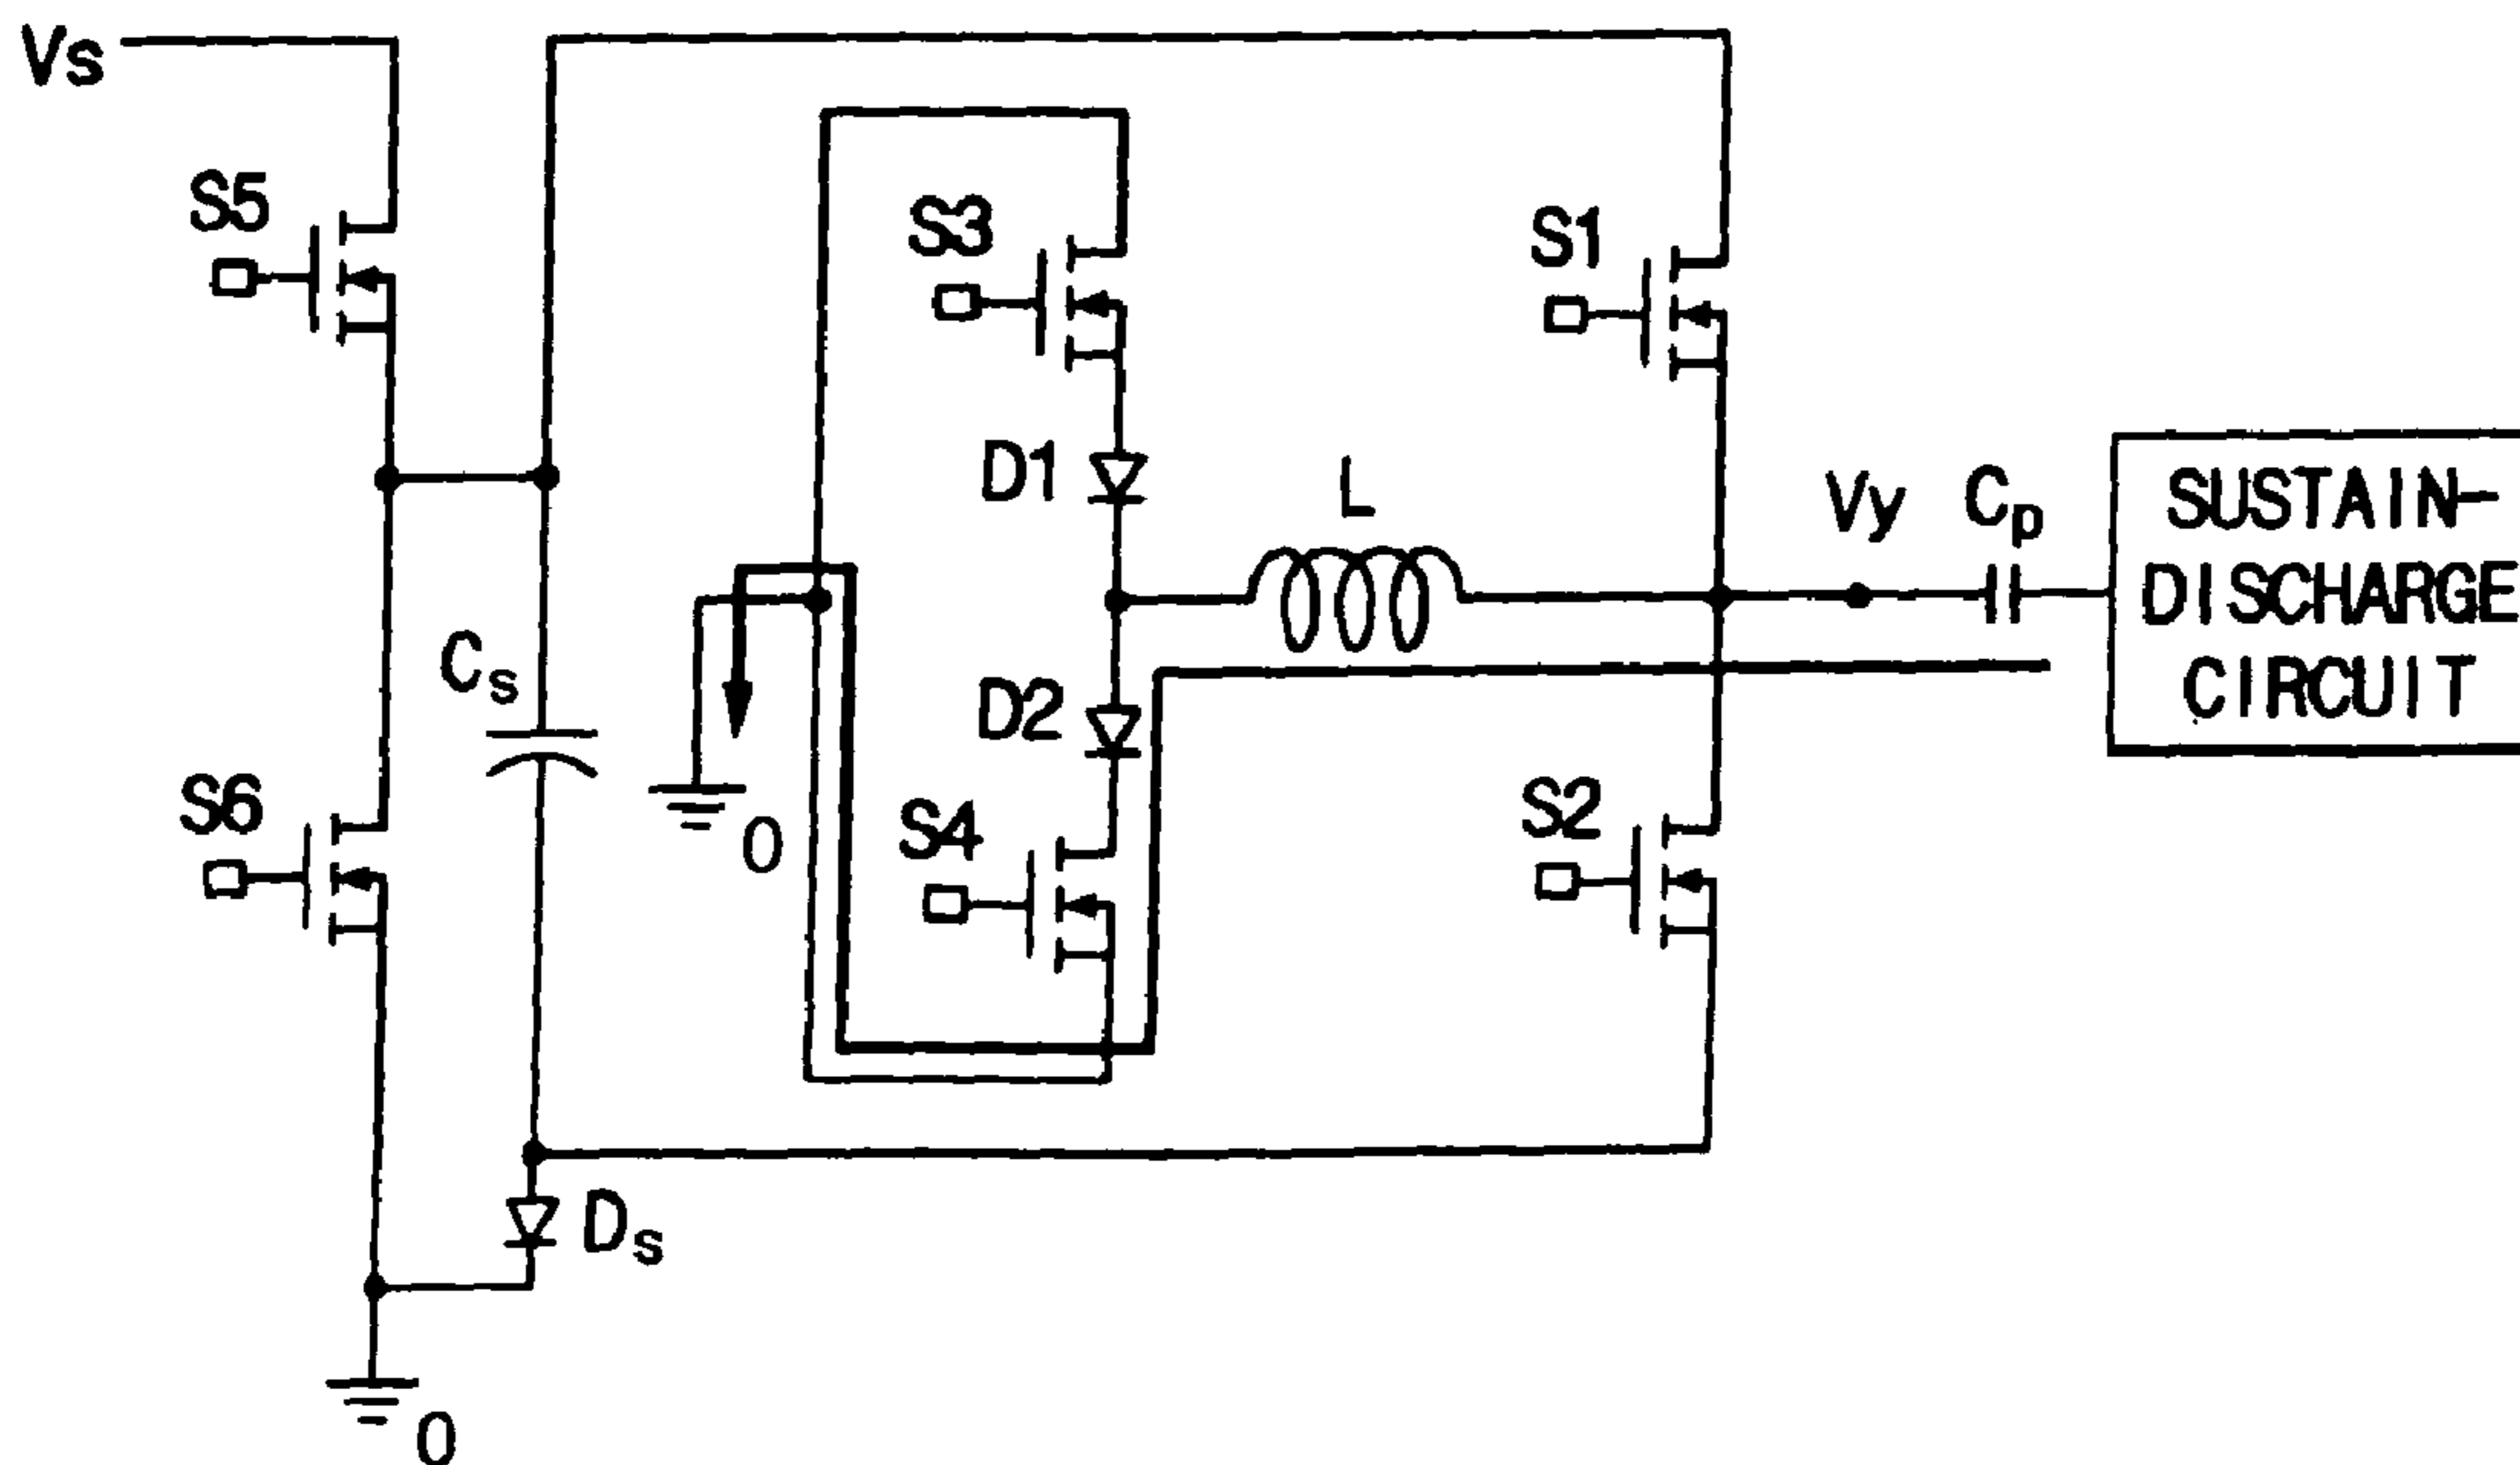 Vs
S5
S3
S1
D1
L
Vy
Cp
SUSTAIN-
DISCHARGE
CIRCUIT
Cs
D2
S6
0
S4
S2
Ds
0